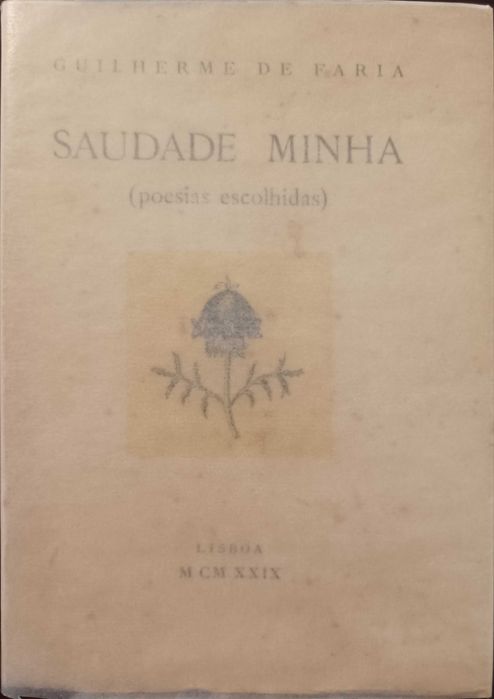 GUILHERME DE FARIA
SAUDADE MINHA
(poesias escolhidas)
LISBOA
MCMXXIX